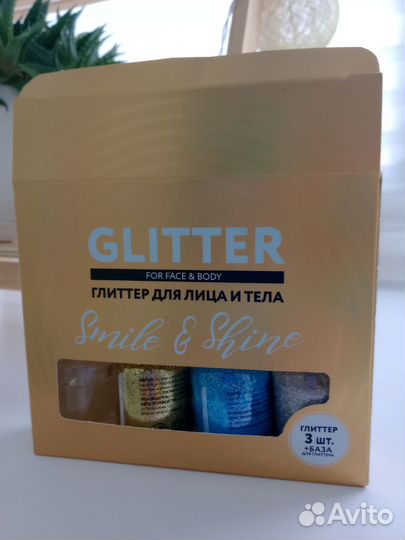 GLITTER
FOR FACE & BODY
ГЛИТТЕР ДЛЯ ЛИЦА И ТЕЛА
Smile & Shine
ГЛИТТЕР
3 ШТ.
+БАЗА
ДЛЯ ГЛИТТЕРА
Avito